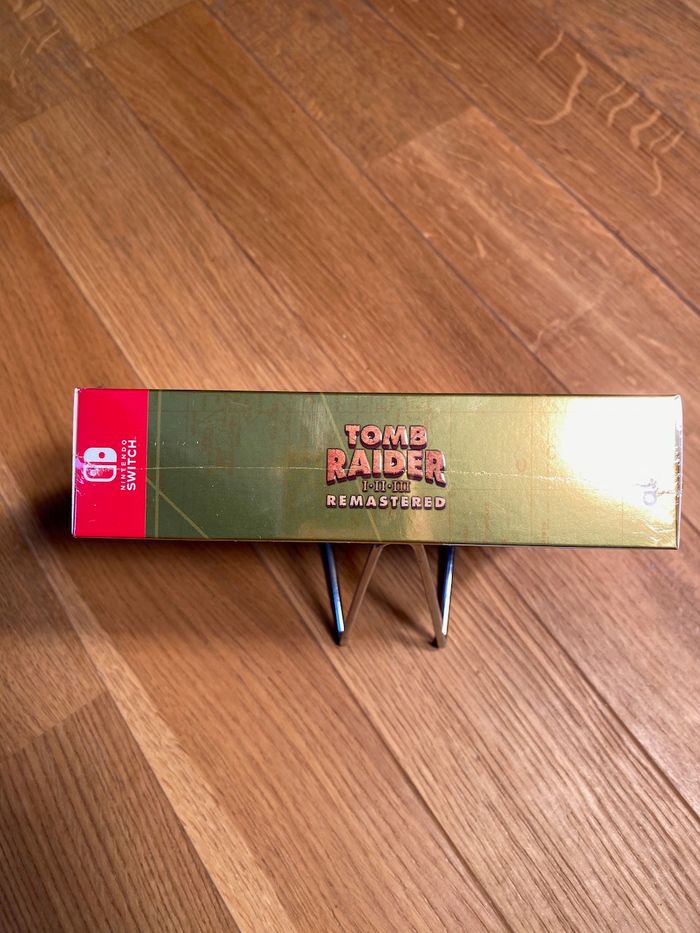 NINTENDO
SWITCH.
TOMB
RAIDER
I·II·III
REMASTERED